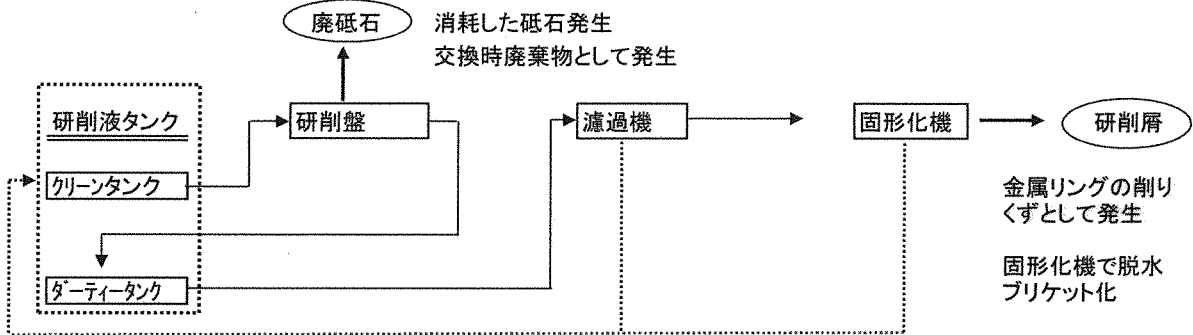 廃砥石
消耗した砥石発生
交換時廃棄物として発生
研削液タンク
研削盤
濾過機
固形化機
研削屑
ｸﾘｰﾝタンク
金属リングの削り
くずとして発生
ﾀﾞｰﾃｨｰﾀﾝｸ
固形化機で脱水
ブリケット化